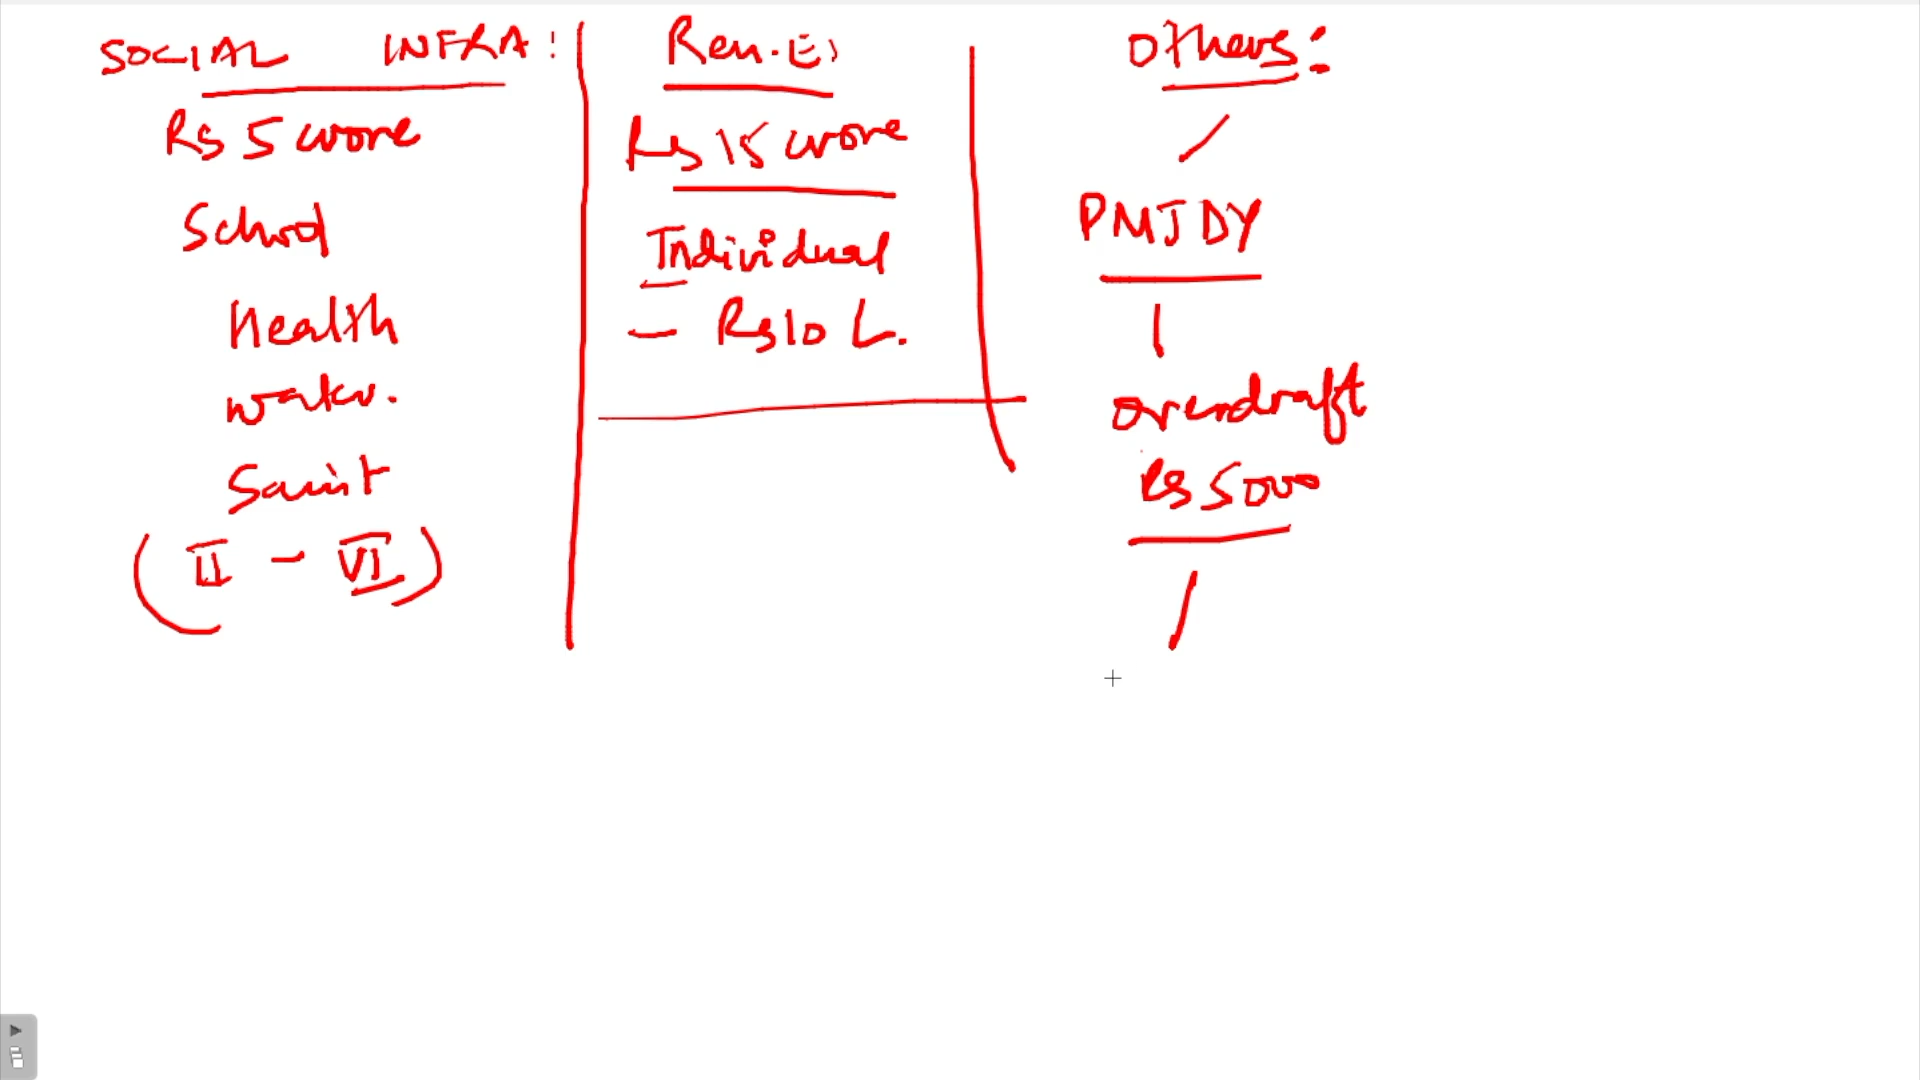 SOCIAL INFRA:
Rs 5 crore
School
Health
water.
Sanit
(II - VI)
Ren. E:
Rs 15 crore
Individual
- Rs 10 L.
Others:
PMJDY
overdraft
Rs 5000